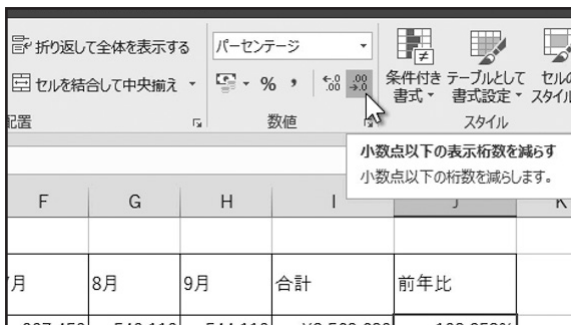 折り返して全体を表示する
パーセンテージ
セルを結合して中央揃え
%
,
条件付き テーブルとして セルの
書式 書式設定 スタイル
配置
数値
スタイル
小数点以下の表示桁数を減らす
小数点以下の桁数を減らします。
F G H I J K
7月 8月 9月 合計 前年比